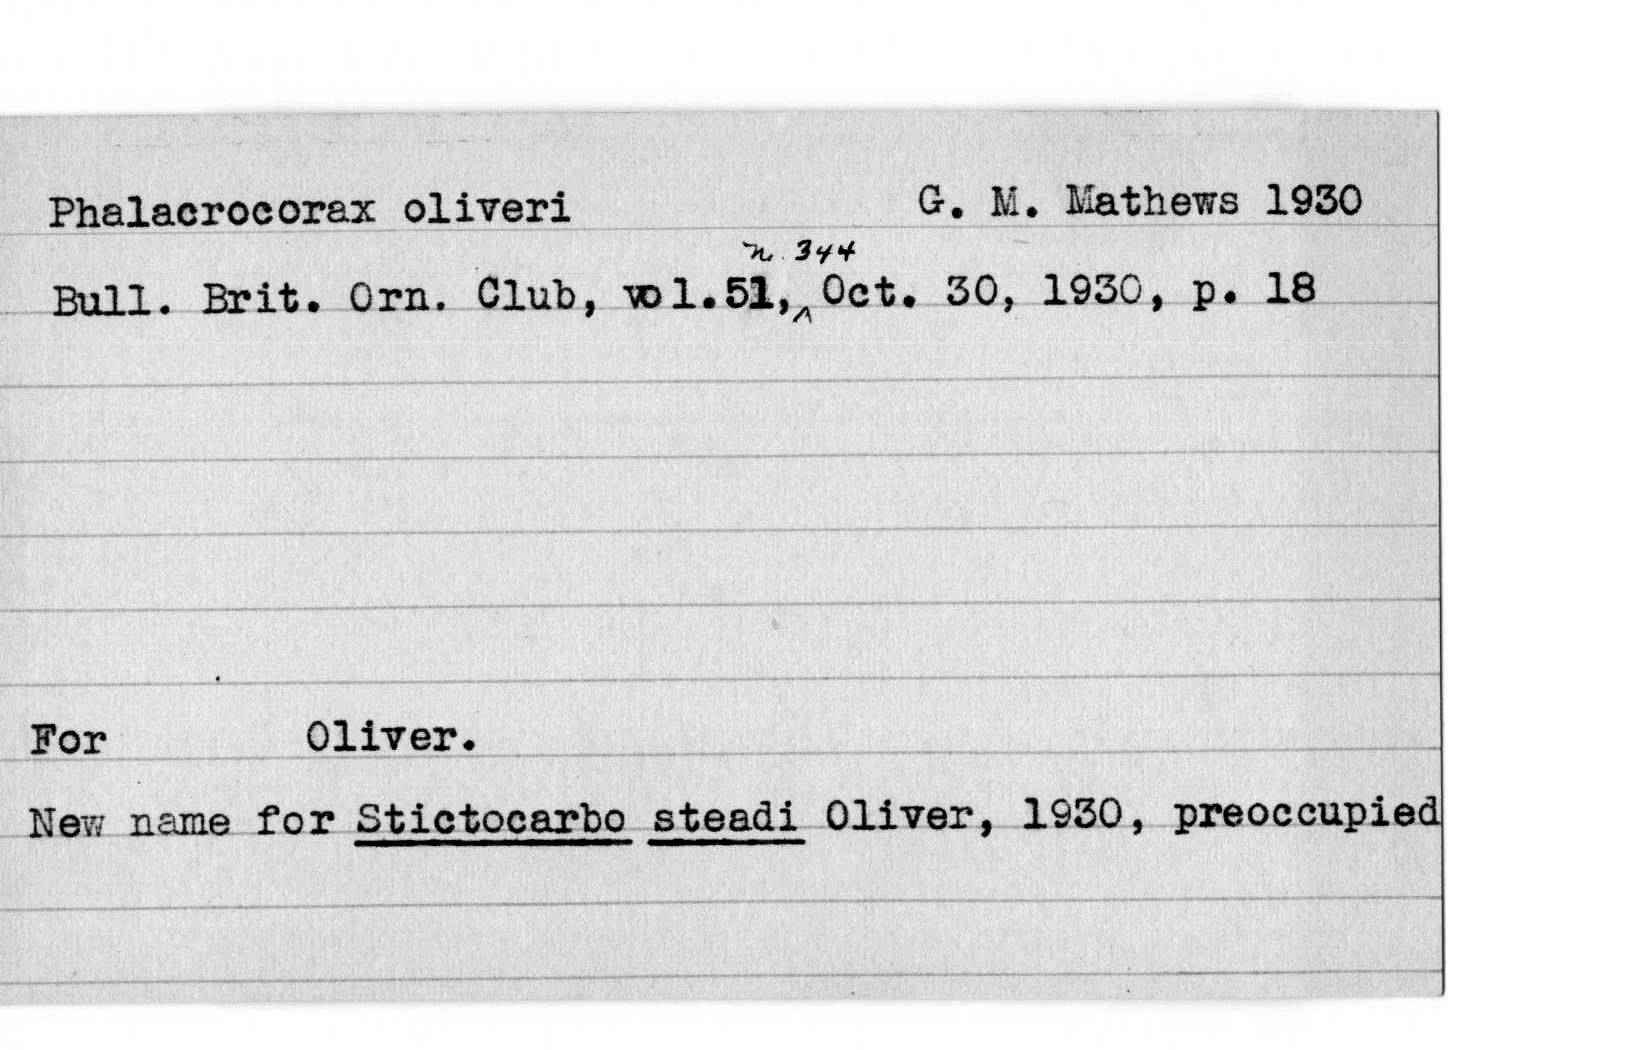 Phalacrocorax oliveri G. M. Mathews 1930
n. 344
Bull. Brit. Orn. Club, vol.51,^ Oct. 30, 1930, p. 18
For Oliver.
New name for Stictocarbo steadi Oliver, 1930, preoccupied